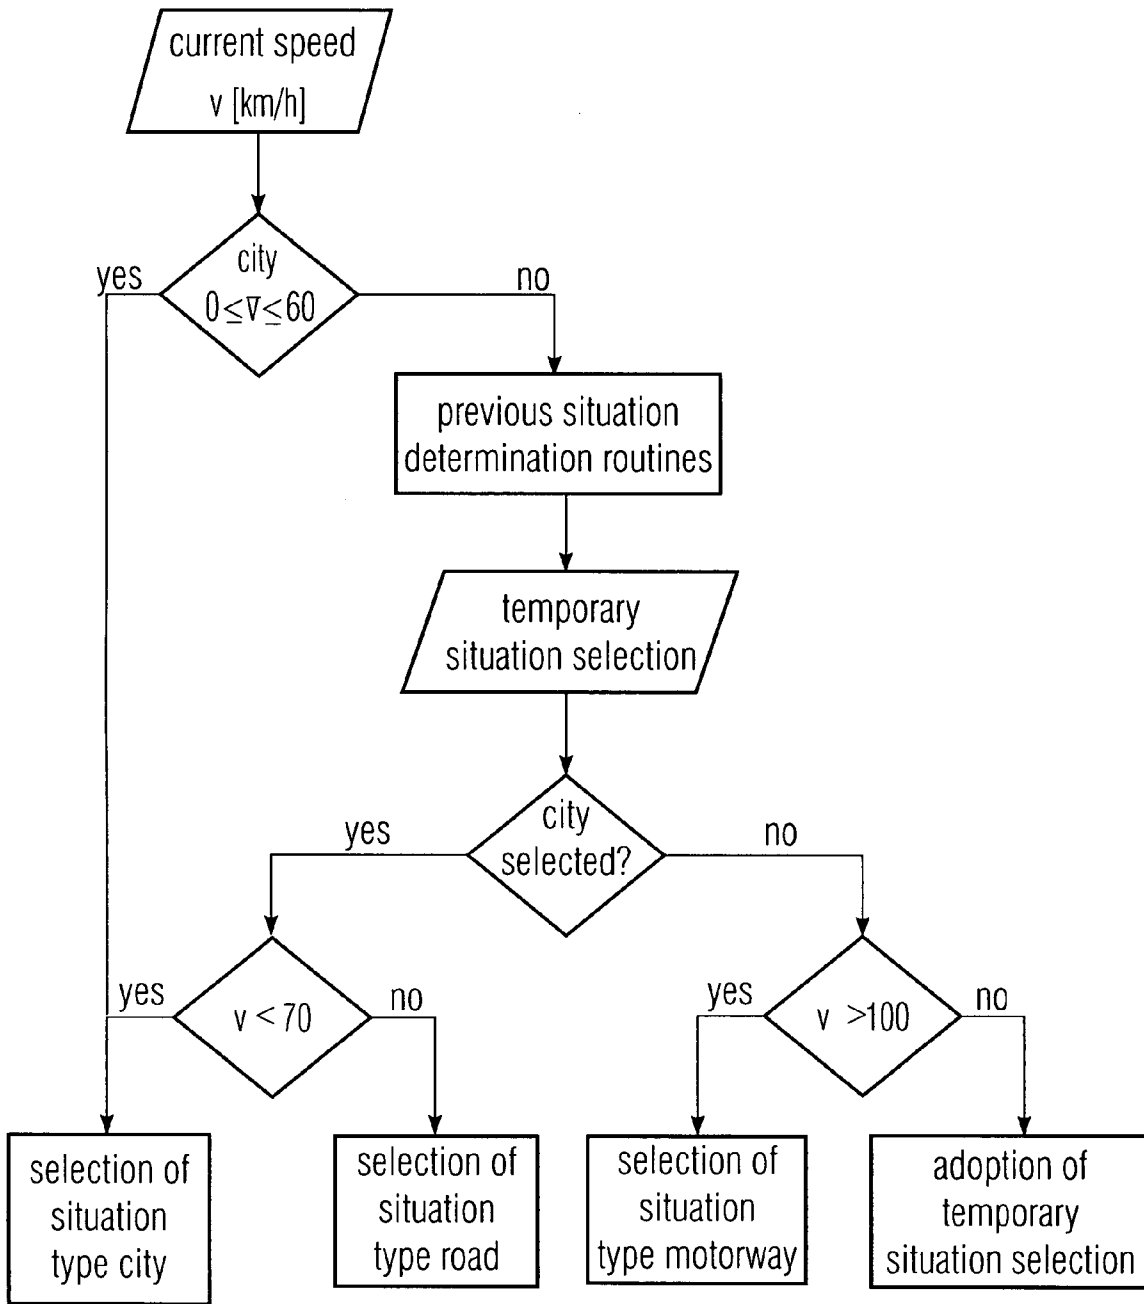 current speed
v [km/h]
city
0≤v̅≤60
yes
no
previous situation
determination routines
temporary
situation selection
city
selected?
yes
no
v < 70
yes
no
v >100
yes
no
selection of
situation
type city
selection of
situation
type road
selection of
situation
type motorway
adoption of
temporary
situation selection